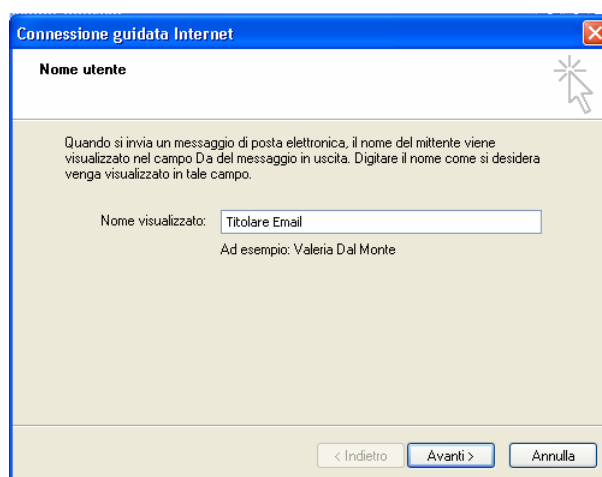 Connessione guidata Internet
Nome utente
Quando si invia un messaggio di posta elettronica, il nome del mittente viene
visualizzato nel campo Da del messaggio in uscita. Digitare il nome come si desidera
venga visualizzato in tale campo.
Nome visualizzato: Titolare Email
Ad esempio: Valeria Dal Monte
< Indietro Avanti > Annulla